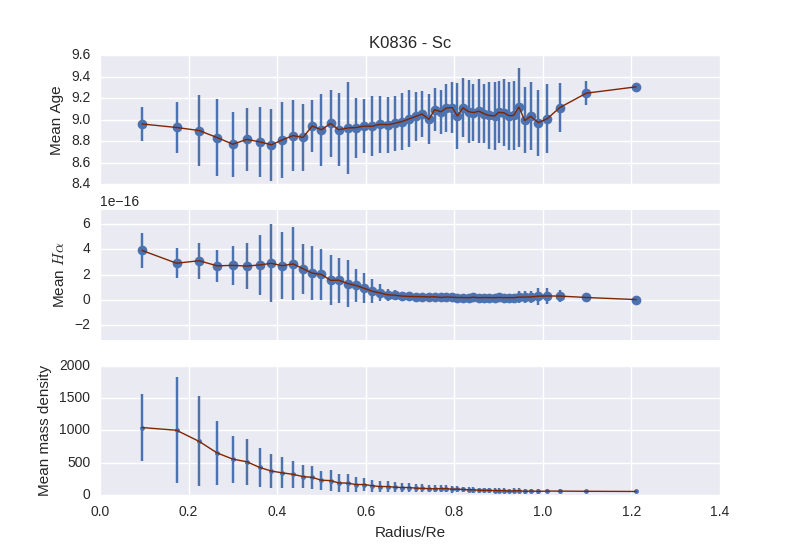 K0836 - Sc
9.6
9.4
9.2
9.0
8.8
8.6
8.4
Mean Age
1e−16
6
4
2
0
−2
Mean Hα
2000
1500
1000
500
0
Mean mass density
0.0 0.2 0.4 0.6 0.8 1.0 1.2 1.4
Radius/Re